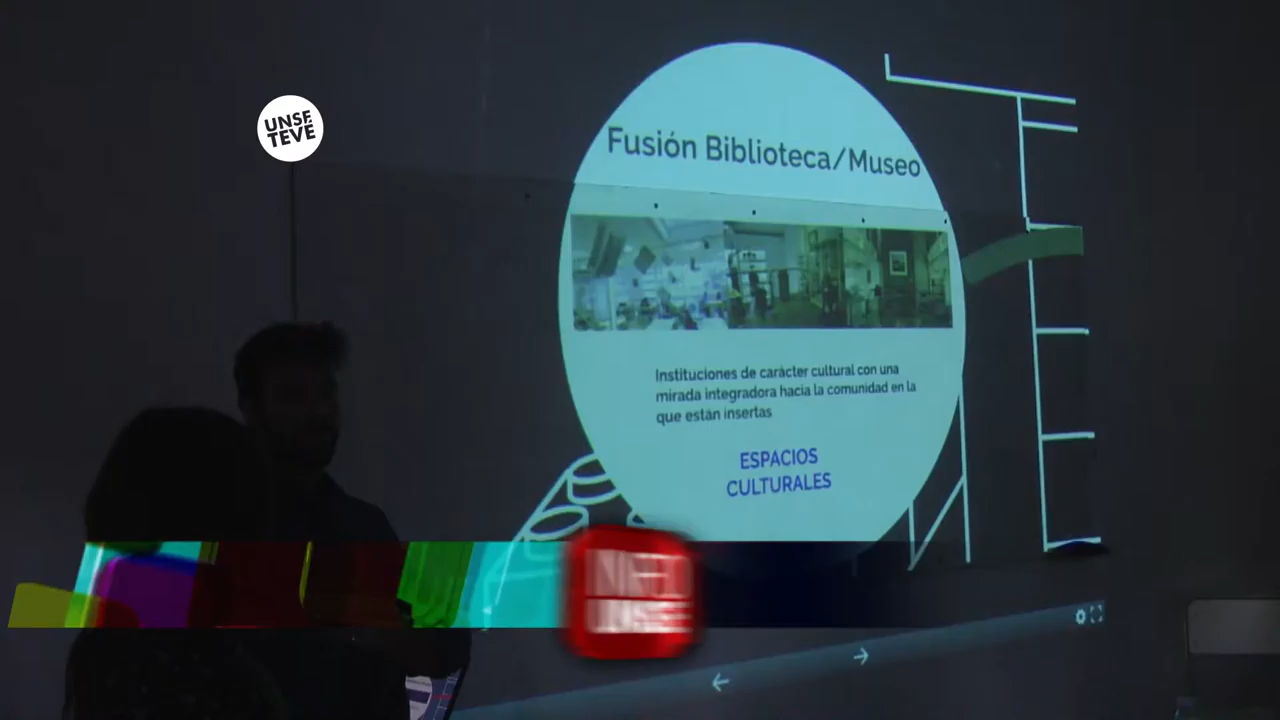 UNSE
TEVÉ
Fusión Biblioteca/Museo
Instituciones de carácter cultural con una
mirada integradora hacia la comunidad en la
que están insertas
ESPACIOS
CULTURALES